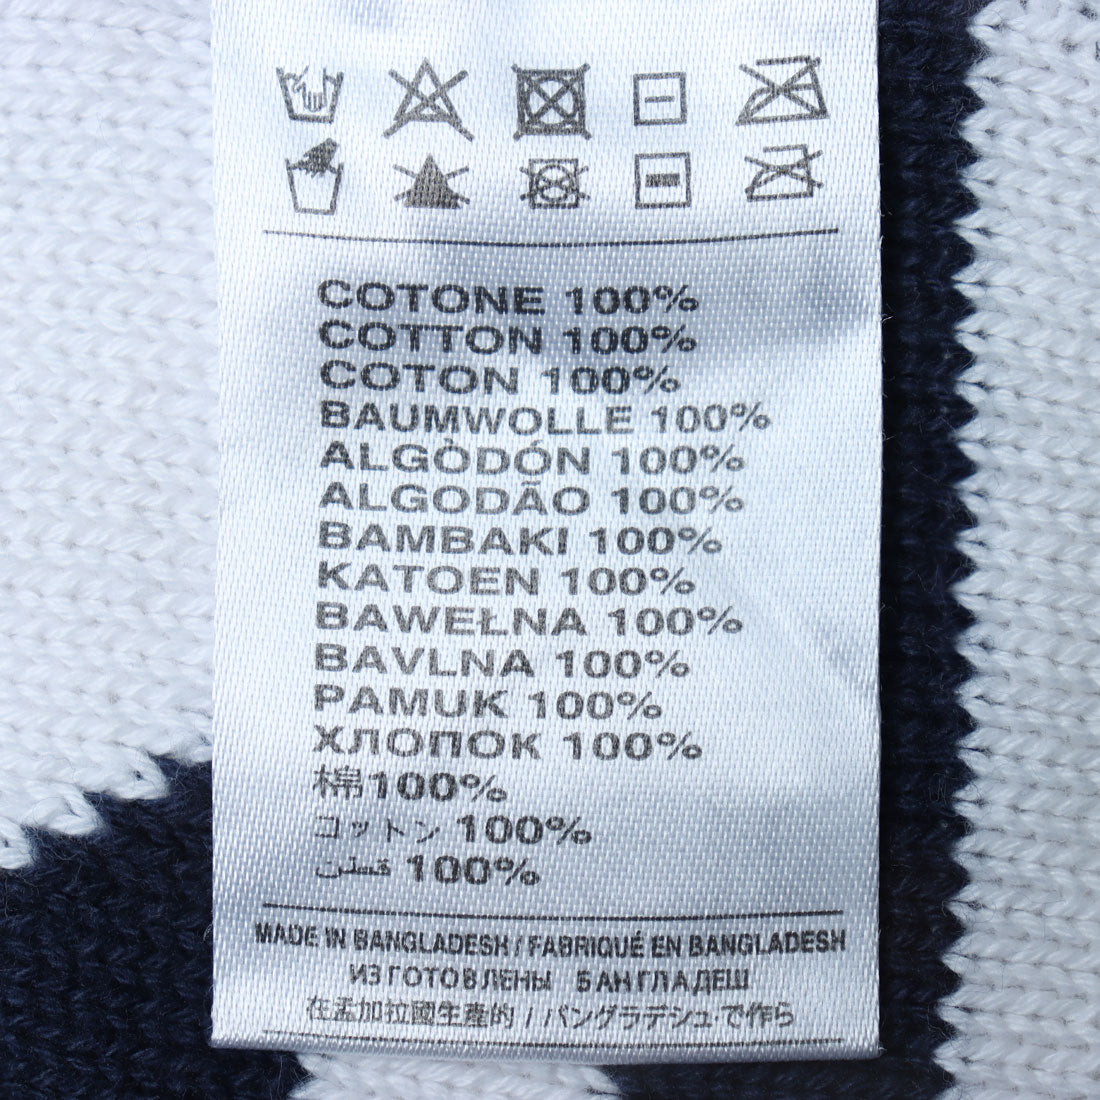 COTONE 100%
COTTON 100%
COTON 100%
BAUMWOLLE 100%
ALGÒDÓN 100%
ALGODÃO 100%
BAMBAKI 100%
KATOEN 100%
BAWEŁNA 100%
BAVLNA 100%
PAMUK 100%
ХЛОПОК 100%
棉100%
コットン 100%
قطن 100%
MADE IN BANGLADESH / FABRIQUÉ EN BANGLADESH
ИЗГОТОВЛЕНЫ БАНГЛАДЕШ
在孟加拉國生產的 / バングラデシュで作ら